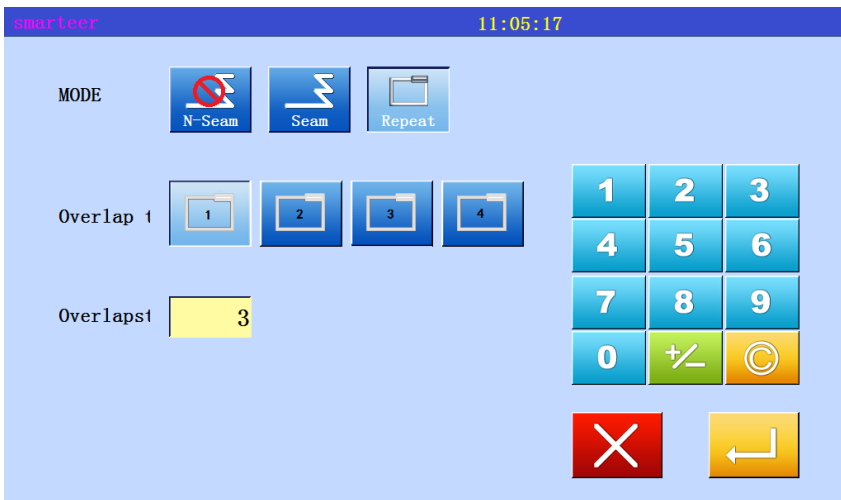 smarteer 11:05:17
MODE
N-Seam Seam Repeat
Overlap t 1 2 3 4
Overlapst 3
1 2 3
4 5 6
7 8 9
0 +/− ©